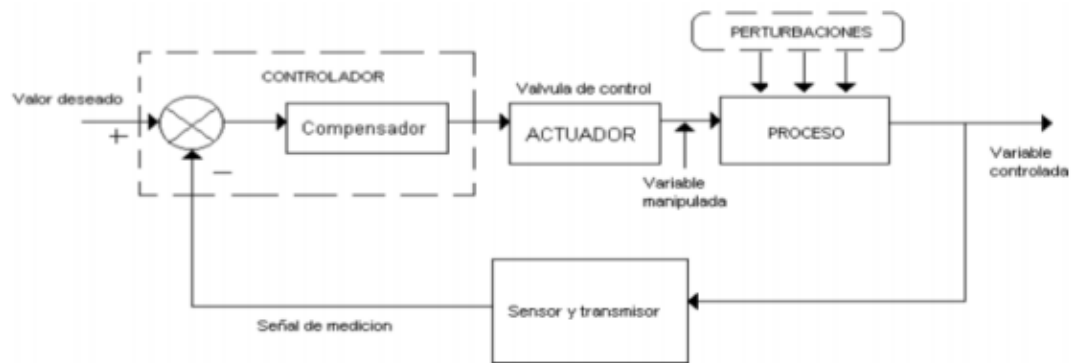 PERTURBACIONES
CONTROLADOR
Valor deseado
Valvula de control
+
Compensador
ACTUADOR
PROCESO
−
Variable
manipulada
Variable
controlada
Sensor y transmisor
Señal de medicion